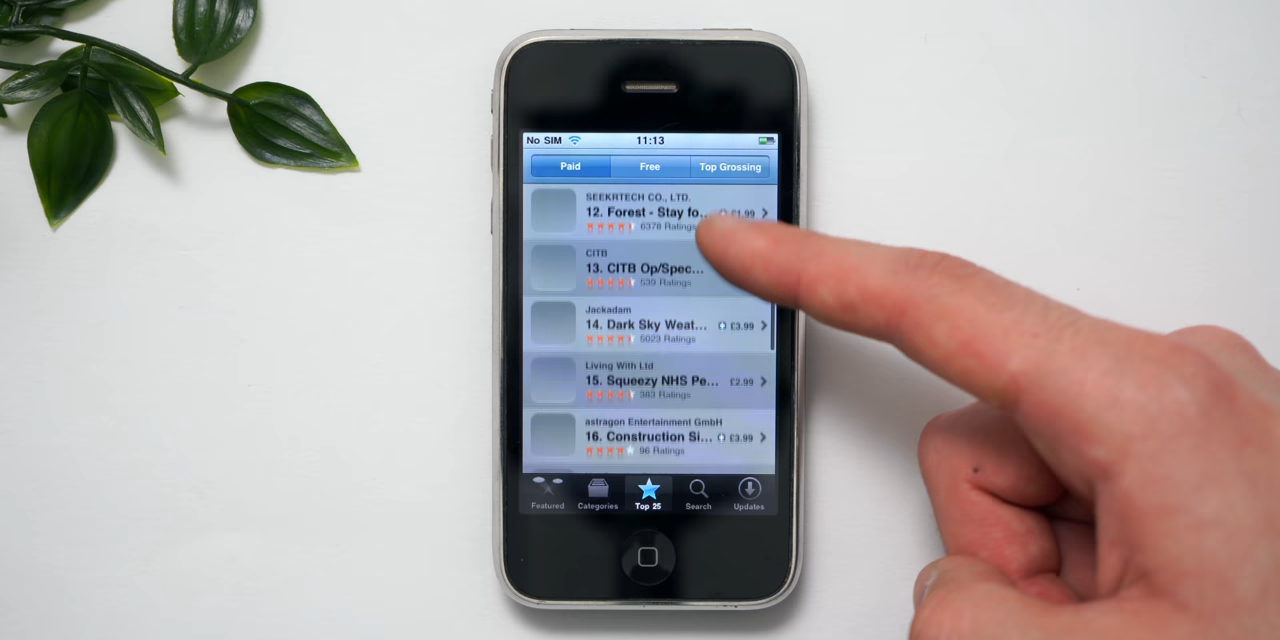 No SIM 11:13
Paid Free Top Grossing
SEEKRTECH CO., LTD.
12. Forest - Stay fo... £1.99
6378 Ratings
CITB
13. CITB Op/Spec...
539 Ratings
Jackadam
14. Dark Sky Weat... £3.99
5023 Ratings
Living With Ltd
15. Squeezy NHS Pe... £2.99
383 Ratings
astragon Entertainment GmbH
16. Construction Si... £3.99
96 Ratings
Featured Categories Top 25 Search Updates